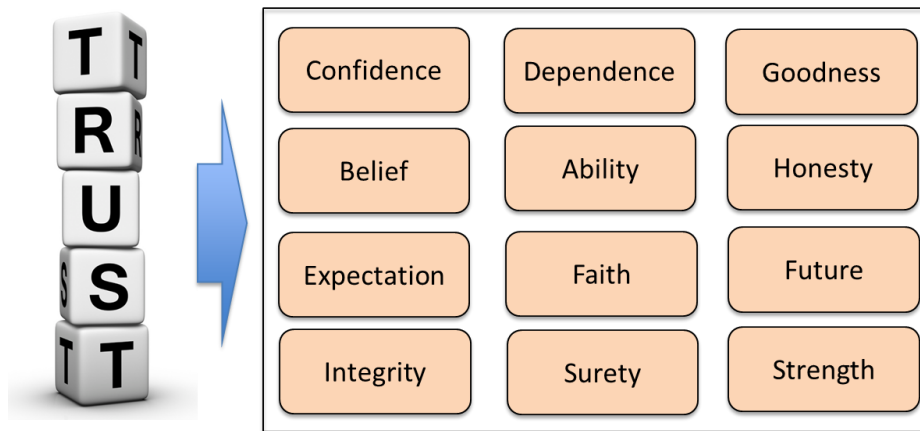 T T
R R
U
S S
T T
Confidence Dependence Goodness
Belief Ability Honesty
Expectation Faith Future
Integrity Surety Strength